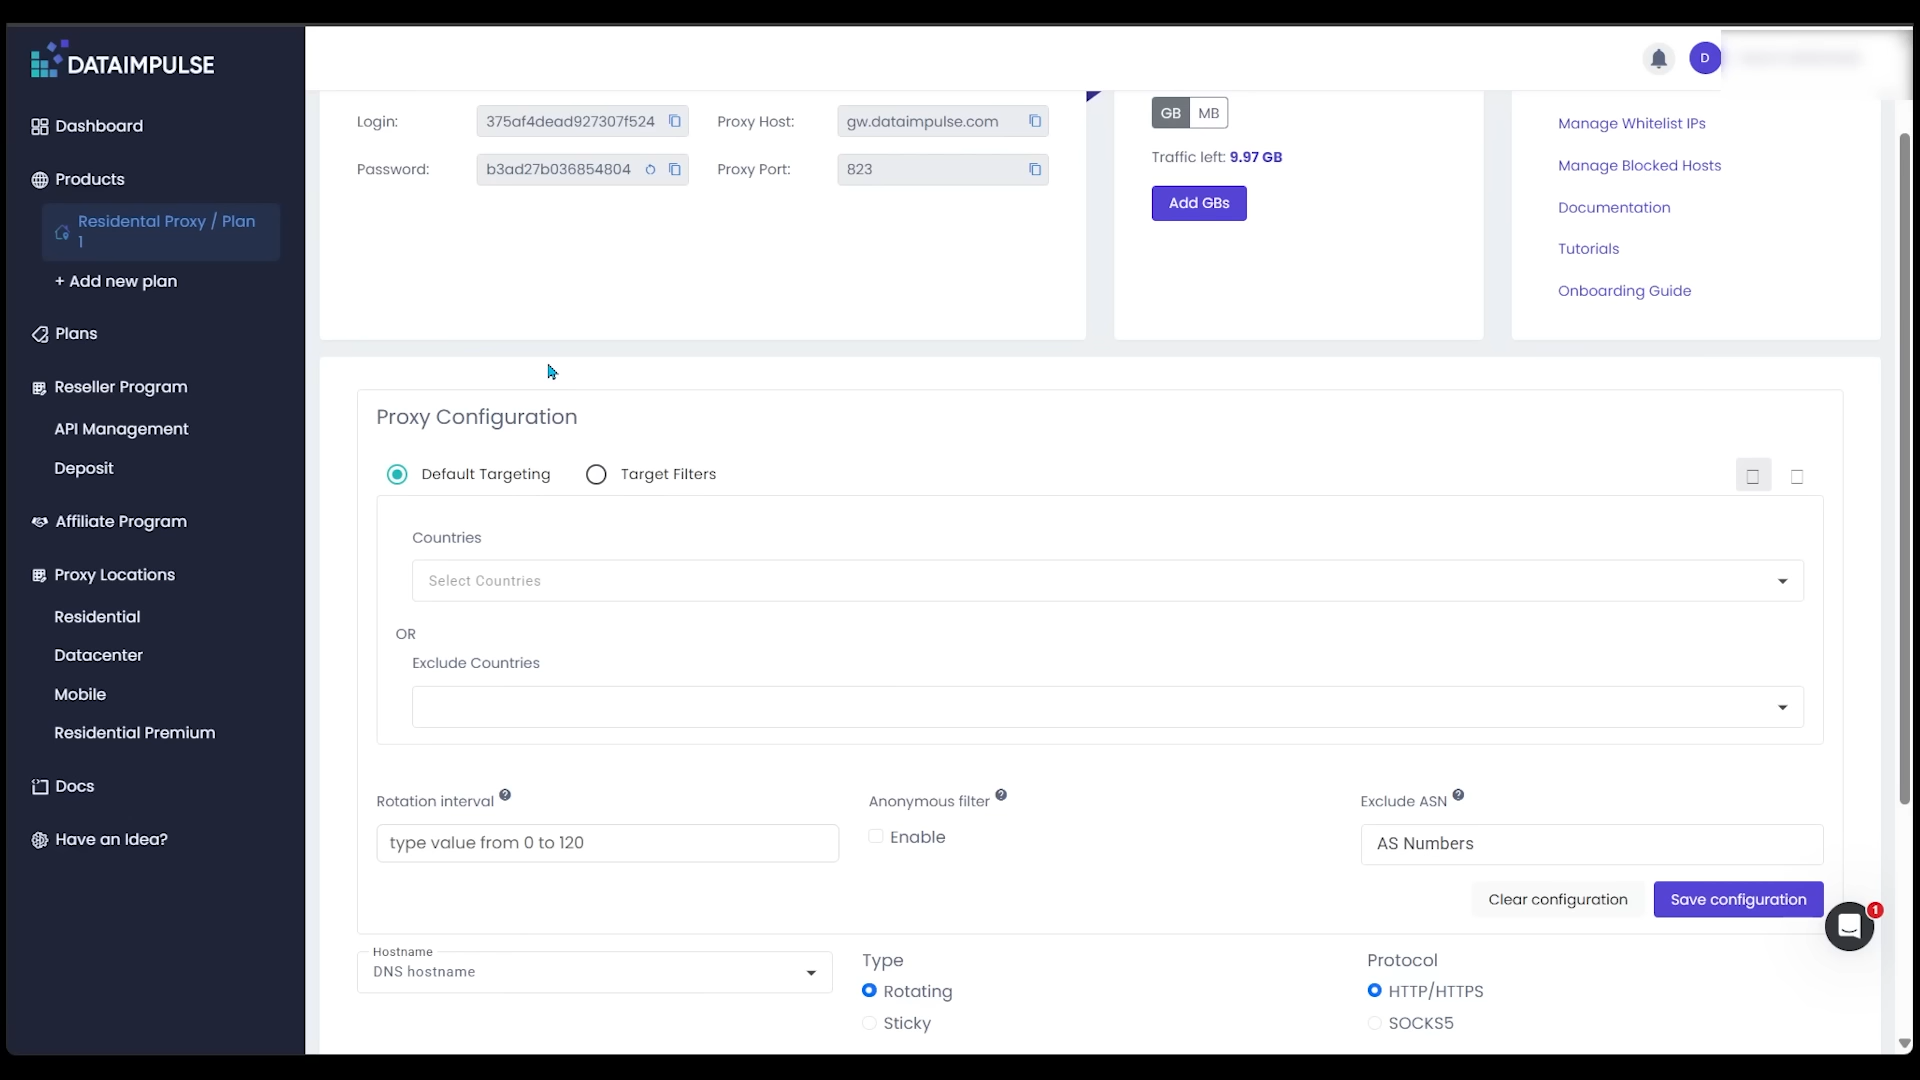 DATAIMPULSE
D
Dashboard
Products
Residental Proxy / Plan
1
+ Add new plan
Plans
Reseller Program
API Management
Deposit
Affiliate Program
Proxy Locations
Residential
Datacenter
Mobile
Residential Premium
Docs
Have an Idea?
Login:
375af4dead927307f524
Proxy Host:
gw.dataimpulse.com
Password:
b3ad27b036854804
Proxy Port:
823
GB
MB
Traffic left: 9.97 GB
Add GBs
Manage Whitelist IPs
Manage Blocked Hosts
Documentation
Tutorials
Onboarding Guide
Proxy Configuration
Default Targeting
Target Filters
Countries
Select Countries
OR
Exclude Countries
Rotation interval ?
type value from 0 to 120
Anonymous filter ?
Enable
Exclude ASN ?
AS Numbers
Clear configuration
Save configuration
1
Hostname
DNS hostname
Type
Rotating
Sticky
Protocol
HTTP/HTTPS
SOCKS5